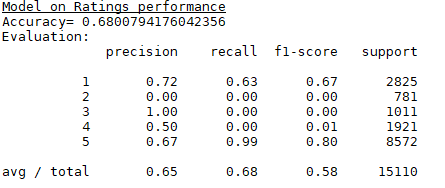 Model on Ratings performance
Accuracy= 0.6800794176042356
Evaluation:
precision recall f1-score support
1 0.72 0.63 0.67 2825
2 0.00 0.00 0.00 781
3 1.00 0.00 0.00 1011
4 0.50 0.00 0.01 1921
5 0.67 0.99 0.80 8572
avg / total 0.65 0.68 0.58 15110